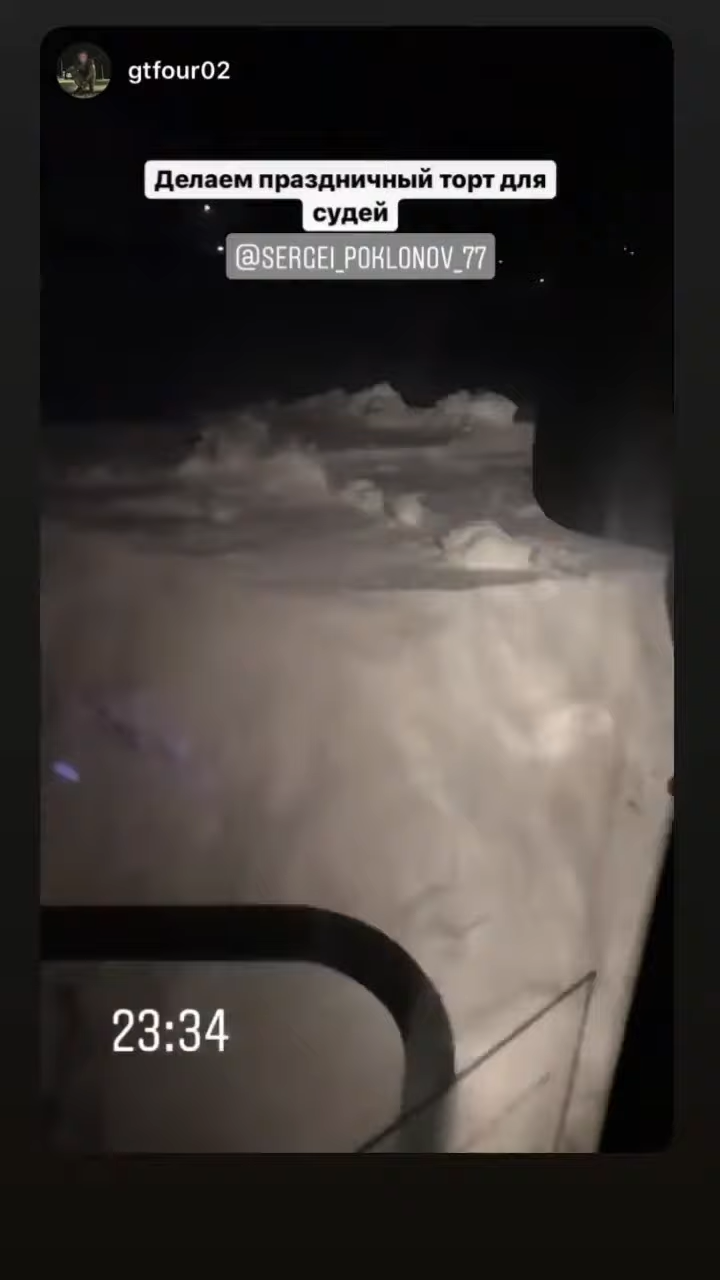 gtfour02
Делаем праздничный торт для
судей
@SERGEI_POKLONOV_77
23:34